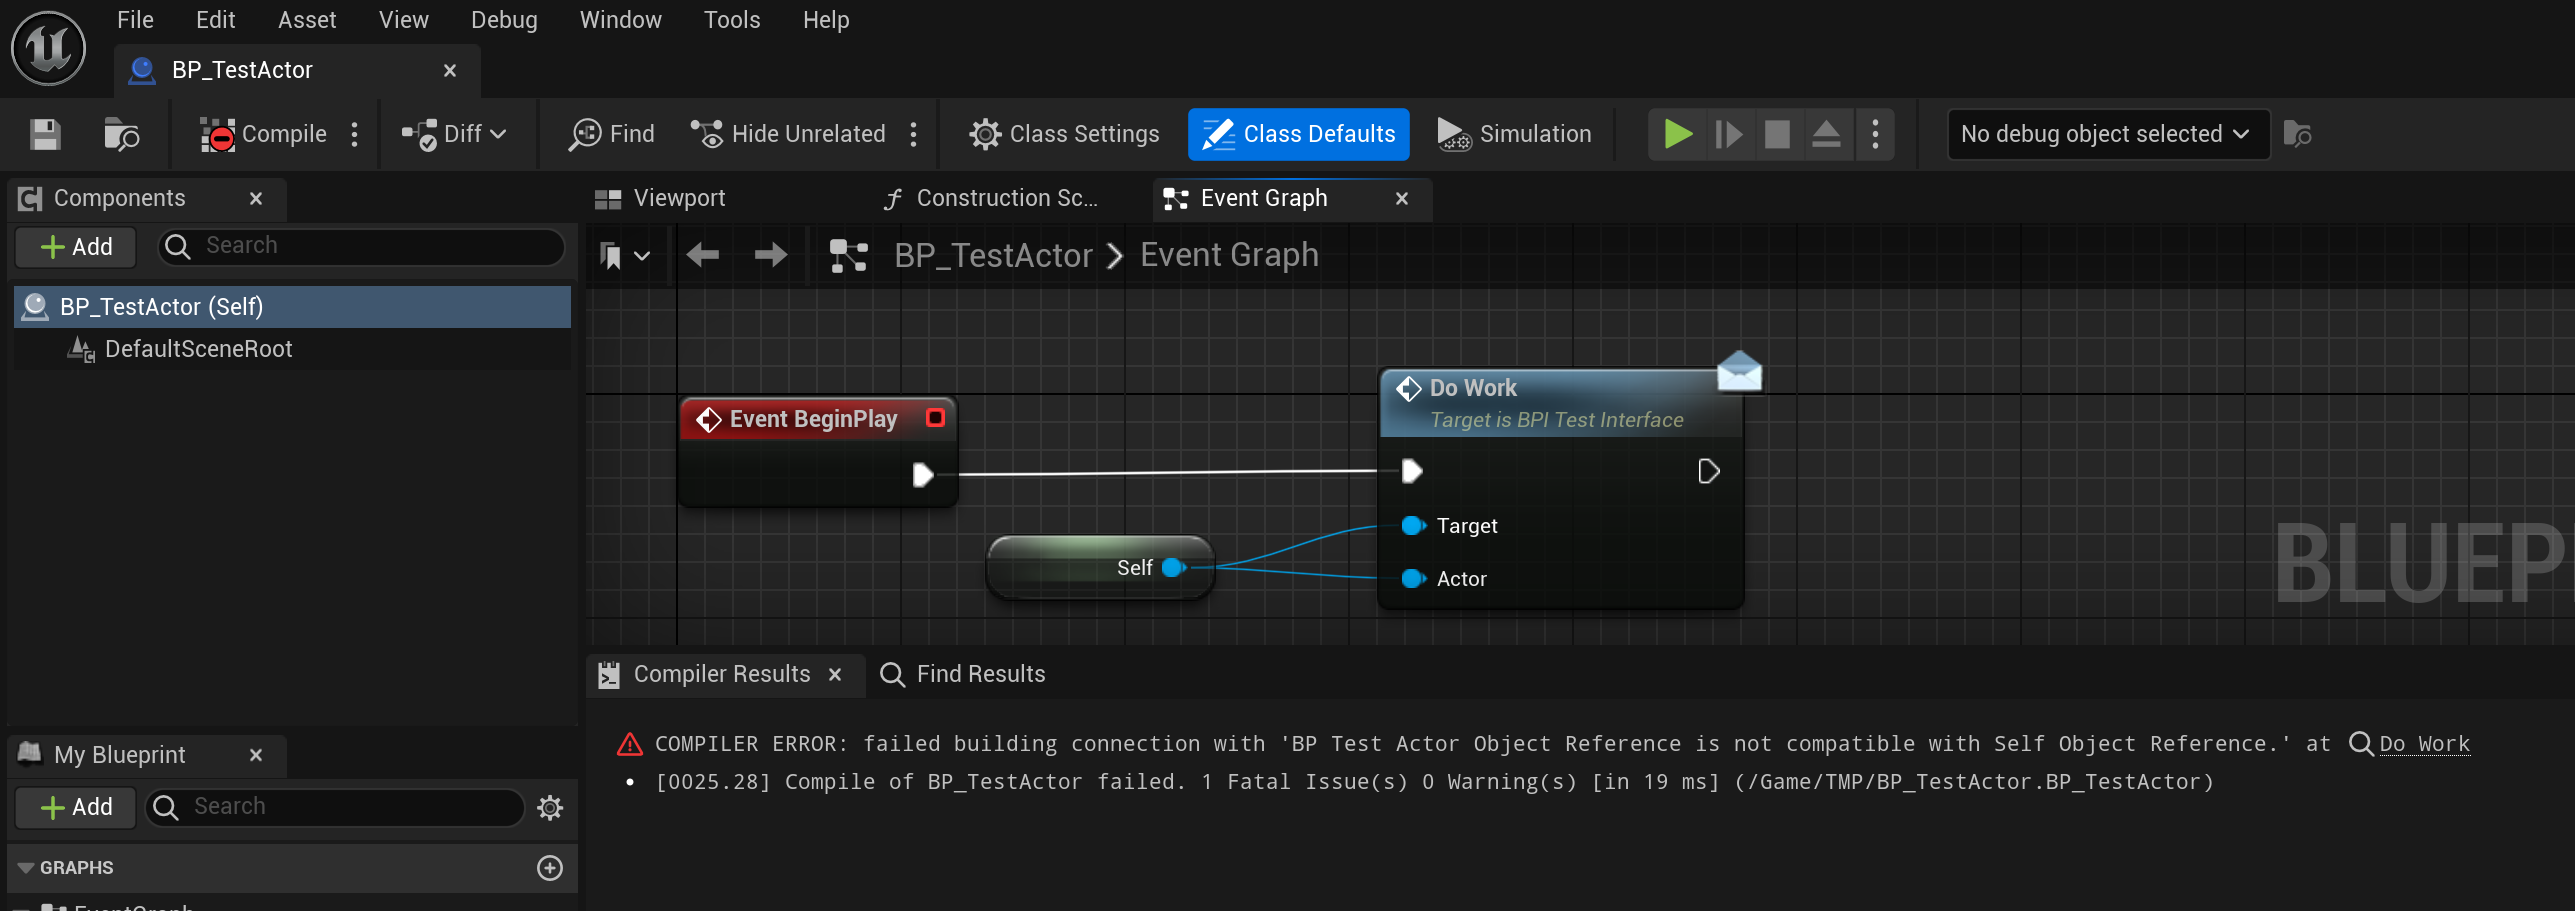 File Edit Asset View Debug Window Tools Help
BP_TestActor
Compile Diff Find Hide Unrelated Class Settings Class Defaults Simulation No debug object selected
Components
Add Search
BP_TestActor (Self)
DefaultSceneRoot
My Blueprint
Add Search
GRAPHS
EventGraph
Viewport Construction Sc... Event Graph
BP_TestActor > Event Graph
Event BeginPlay
Self
Do Work
Target is BPI Test Interface
Target
Actor
BLUEP
Compiler Results Find Results
COMPILER ERROR: failed building connection with 'BP Test Actor Object Reference is not compatible with Self Object Reference.' at Do Work
[0025.28] Compile of BP_TestActor failed. 1 Fatal Issue(s) 0 Warning(s) [in 19 ms] (/Game/TMP/BP_TestActor.BP_TestActor)